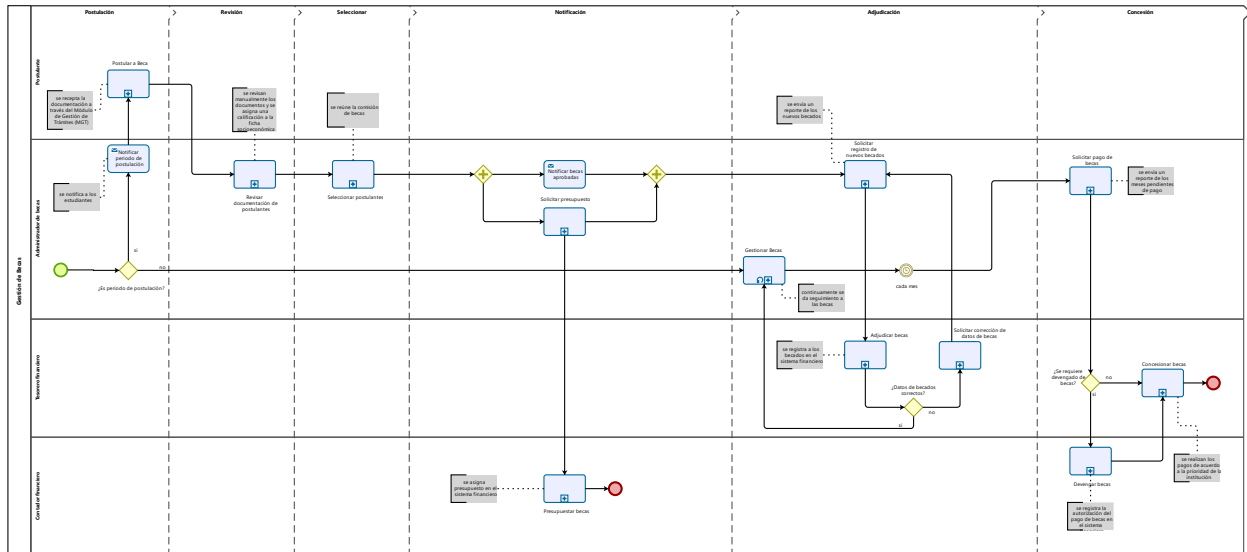 Postulación
Revisión
Seleccionar
Notificación
Adjudicación
Concesión
Gestión de Becas
Postulante
Postular a Beca
se recepta la
documentación a
través del Módulo
de Gestión de
Trámites (MGT)
se revisan
manualmente los
documentos y se
asigna una
calificación a la
ficha
socioeconómica
se reúne la comisión
de becas
se envía un
reporte de los
nuevos becados
Administrador de becas
Notificar
periodo de
postulación
se notifica a los
estudiantes
Revisar
documentación de
postulantes
Seleccionar postulantes
Notificar becas
aprobadas
Solicitar presupuesto
Solicitar
registro de
nuevos becados
Solicitar pago de
becas
se envía un
reporte de los
meses pendientes
de pago
si
no
¿Es periodo de postulación?
Gestionar Becas
cada mes
continuamente se
da seguimiento a
las becas
Tesorero financiero
Adjudicar becas
se registra a los
becados en el
sistema financiero
Solicitar corrección de
datos de becas
¿Datos de becados
correctos?
no
si
¿Se requiere
devengado de
becas?
no
si
Concesionar becas
se realizan los
pagos de acuerdo
a la prioridad de la
institución
Contador financiero
se asigna
presupuesto en el
sistema financiero
Presupuestar becas
Devengar becas
se registra la
autorización del
pago de becas en
el sistema